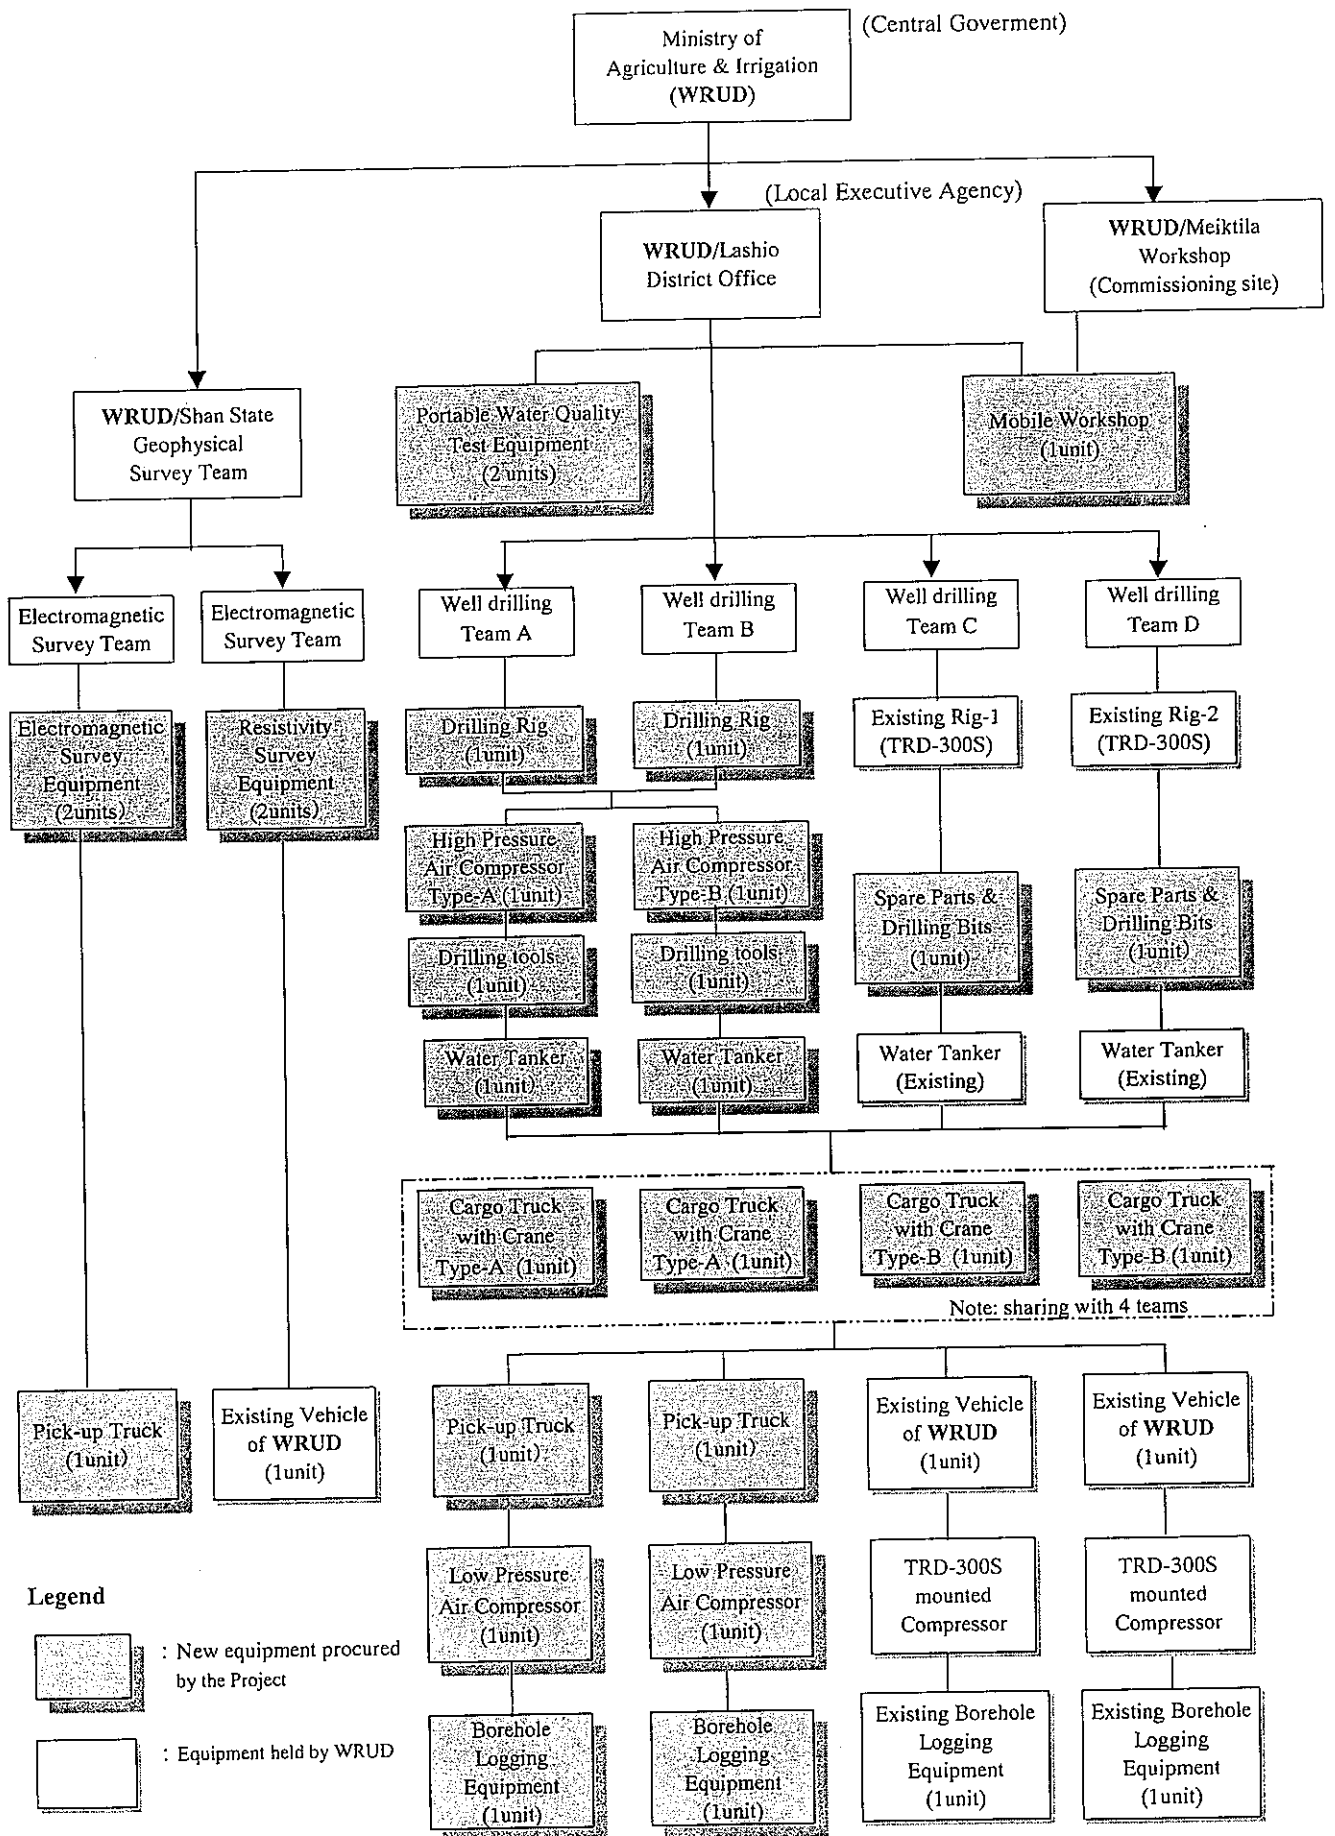 Ministry of
Agriculture & Irrigation
(WRUD)
(Central Goverment)
(Local Executive Agency)
WRUD/Lashio
District Office
WRUD/Meiktila
Workshop
(Commissioning site)
WRUD/Shan State
Geophysical
Survey Team
Portable Water Quality
Test Equipment
(2 units)
Mobile Workshop
(1unit)
Electromagnetic
Survey Team
Electromagnetic
Survey Team
Well drilling
Team A
Well drilling
Team B
Well drilling
Team C
Well drilling
Team D
Electromagnetic
Survey
Equipment
(2units)
Resistivity
Survey
Equipment
(2units)
Drilling Rig
(1unit)
Drilling Rig
(1unit)
Existing Rig-1
(TRD-300S)
Existing Rig-2
(TRD-300S)
High Pressure
Air Compressor
Type-A (1unit)
High Pressure
Air Compressor
Type-B (1unit)
Spare Parts &
Drilling Bits
(1unit)
Spare Parts &
Drilling Bits
(1unit)
Drilling tools
(1unit)
Drilling tools
(1unit)
Water Tanker
(1unit)
Water Tanker
(1unit)
Water Tanker
(Existing)
Water Tanker
(Existing)
Cargo Truck
with Crane
Type-A (1unit)
Cargo Truck
with Crane
Type-A (1unit)
Cargo Truck
with Crane
Type-B (1unit)
Cargo Truck
with Crane
Type-B (1unit)
Note: sharing with 4 teams
Pick-up Truck
(1unit)
Existing Vehicle
of WRUD
(1unit)
Pick-up Truck
(1unit)
Pick-up Truck
(1unit)
Existing Vehicle
of WRUD
(1unit)
Existing Vehicle
of WRUD
(1unit)
Low Pressure
Air Compressor
(1unit)
Low Pressure
Air Compressor
(1unit)
TRD-300S
mounted
Compressor
TRD-300S
mounted
Compressor
Borehole
Logging
Equipment
(1unit)
Borehole
Logging
Equipment
(1unit)
Existing Borehole
Logging
Equipment
(1unit)
Existing Borehole
Logging
Equipment
(1unit)
Legend
: New equipment procured
by the Project
: Equipment held by WRUD